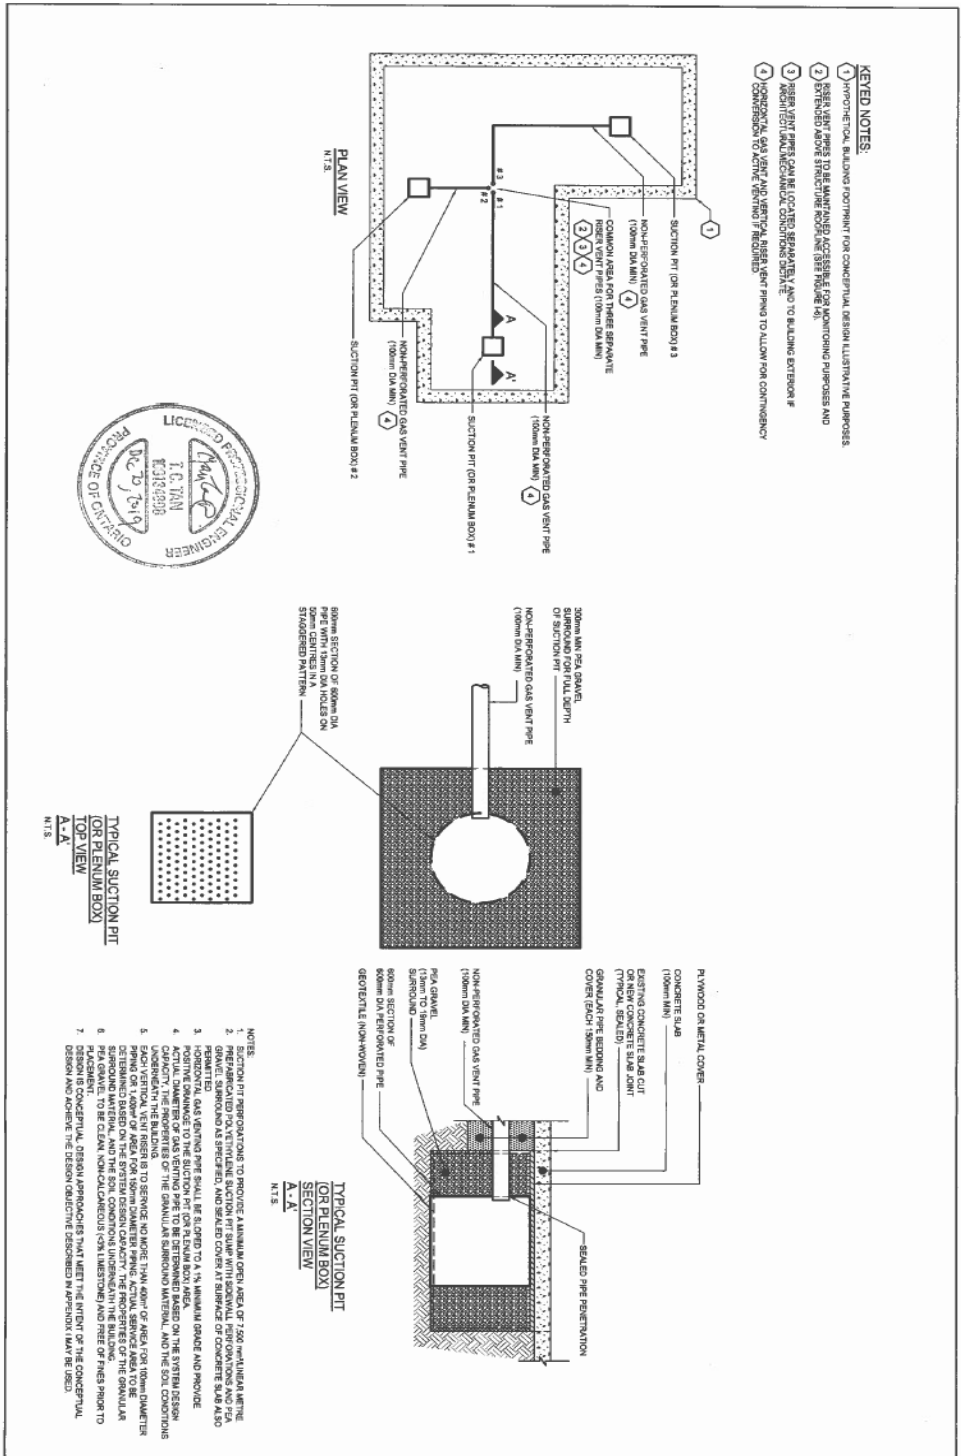 KEYED NOTES:
1 HYPOTHETICAL BUILDING FOOTPRINT FOR CONCEPTUAL DESIGN ILLUSTRATIVE PURPOSES.
2 RISER VENT PIPES TO BE MAINTAINED ACCESSIBLE FOR MONITORING PURPOSES AND
EXTENDED ABOVE STRUCTURE ROOFLINE (SEE FIGURE I-6).
3 RISER VENT PIPES CAN BE LOCATED SEPARATELY AND TO BUILDING EXTERIOR IF
ARCHITECTURAL/MECHANICAL CONDITIONS DICTATE.
4 HORIZONTAL GAS VENT AND VERTICAL RISER VENT PIPING TO ALLOW FOR CONTINGENCY
CONVERSION TO ACTIVE VENTING IF REQUIRED.
1
SUCTION PIT (OR PLENUM BOX) # 3
NON-PERFORATED GAS VENT PIPE
(100mm DIA MIN) 4
COMMON AREA FOR THREE SEPARATE
RISER VENT PIPES (100mm DIA MIN)
2 3 4
NON-PERFORATED GAS VENT PIPE
(100mm DIA MIN) 4
SUCTION PIT (OR PLENUM BOX) # 1
# 3
# 1
# 2
A
A'
NON-PERFORATED GAS VENT PIPE
(100mm DIA MIN) 4
SUCTION PIT (OR PLENUM BOX) # 2
PLAN VIEW
N.T.S.
LICENSED PROFESSIONAL ENGINEER
T. C. TAN
Dec 20, 2019
PROVINCE OF ONTARIO
300mm MIN PEA GRAVEL
SURROUND FOR FULL DEPTH
OF SUCTION PIT
NON-PERFORATED GAS VENT PIPE
(100mm DIA MIN)
600mm SECTION OF 600mm DIA
PIPE WITH 13mm DIA HOLES ON
50mm CENTRES IN A
STAGGERED PATTERN
TYPICAL SUCTION PIT
(OR PLENUM BOX)
TOP VIEW
A - A'
N.T.S.
PLYWOOD OR METAL COVER
CONCRETE SLAB
(100mm MIN)
EXISTING CONCRETE SLAB CUT
OR NEW CONCRETE SLAB JOINT
(TYPICAL, SEALED)
GRANULAR PIPE BEDDING AND
COVER (EACH 150mm MIN)
NON-PERFORATED GAS VENT PIPE
(100mm DIA MIN)
PEA GRAVEL
(13mm TO 19mm DIA)
SURROUND
600mm SECTION OF
600mm DIA PERFORATED PIPE
GEOTEXTILE (NON-WOVEN)
SEALED PIPE PENETRATION
TYPICAL SUCTION PIT
(OR PLENUM BOX)
SECTION VIEW
A - A'
N.T.S.
NOTES:
1. SUCTION PIT PERFORATIONS TO PROVIDE A MINIMUM OPEN AREA OF 7,500 mm²/LINEAR METRE
2. PREFABRICATED POLYETHYLENE SUCTION PIT SUMP WITH SIDEWALL PERFORATIONS AND PEA
GRAVEL SURROUND AS SPECIFIED, AND SEALED COVER AT SURFACE OF CONCRETE SLAB ALSO
PERMITTED.
3. HORIZONTAL GAS VENTING PIPE SHALL BE SLOPED TO A 1% MINIMUM GRADE AND PROVIDE
POSITIVE DRAINAGE TO THE SUCTION PIT (OR PLENUM BOX) AREA.
4. ACTUAL DIAMETER OF GAS VENTING PIPE TO BE DETERMINED BASED ON THE SYSTEM DESIGN
CAPACITY, THE PROPERTIES OF THE GRANULAR SURROUND MATERIAL, AND THE SOIL CONDITIONS
UNDERNEATH THE BUILDING.
5. EACH VERTICAL VENT RISER IS TO SERVICE NO MORE THAN 400m² OF AREA FOR 100mm DIAMETER
PIPING OR 1,400m² OF AREA FOR 150mm DIAMETER PIPING. ACTUAL SERVICE AREA TO BE
DETERMINED BASED ON THE SYSTEM DESIGN CAPACITY, THE PROPERTIES OF THE GRANULAR
SURROUND MATERIAL, AND THE SOIL CONDITIONS UNDERNEATH THE BUILDING.
6. PEA GRAVEL TO BE CLEAN, NON-CALCAREOUS (<5% LIMESTONE) AND FREE OF FINES PRIOR TO
PLACEMENT.
7. DESIGN IS CONCEPTUAL. DESIGN APPROACHES THAT MEET THE INTENT OF THE CONCEPTUAL
DESIGN AND ACHIEVE THE DESIGN OBJECTIVE DESCRIBED IN APPENDIX I MAY BE USED.